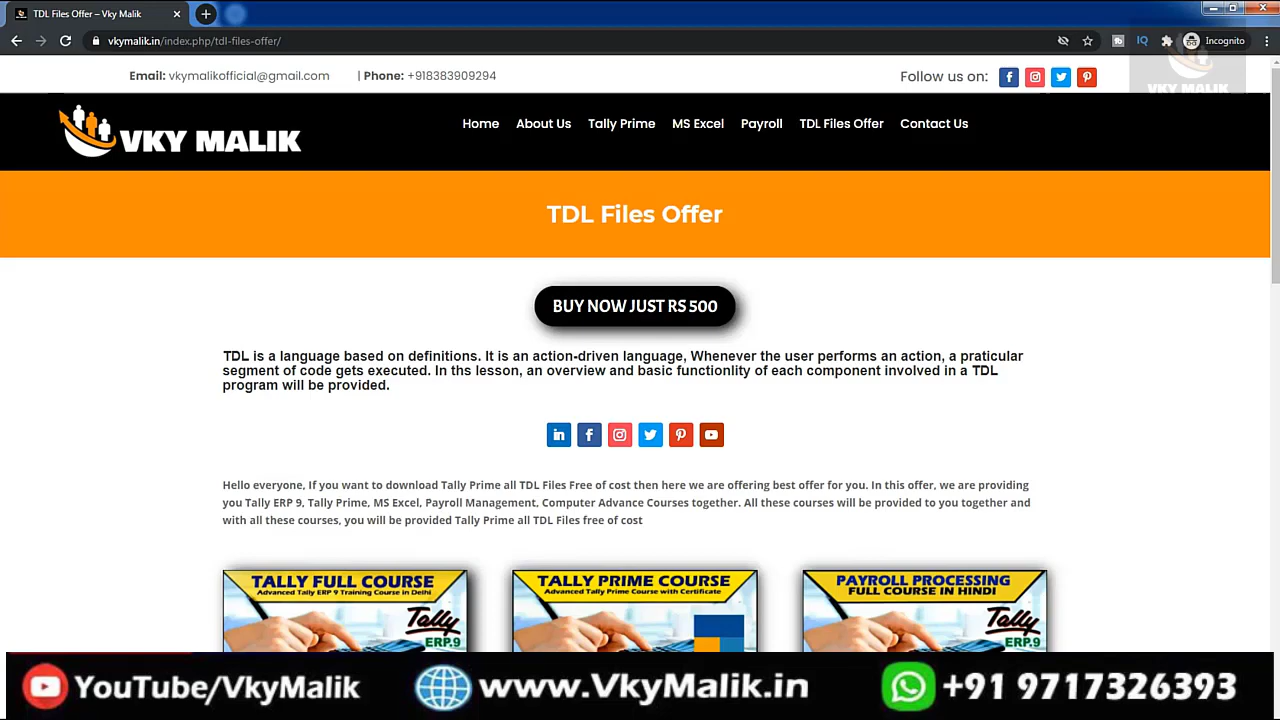 TDL Files Offer – Vky Malik
vkymalik.in/index.php/tdl-files-offer/
IQ
Incognito
Email: vkymalikofficial@gmail.com | Phone: +918383909294
Follow us on:
VKY MALIK
VKY MALIK
Home About Us Tally Prime MS Excel Payroll TDL Files Offer Contact Us
TDL Files Offer
BUY NOW JUST RS 500
TDL is a language based on definitions. It is an action-driven language, Whenever the user performs an action, a praticular
segment of code gets executed. In ths lesson, an overview and basic functionlity of each component involved in a TDL
program will be provided.
Hello everyone, If you want to download Tally Prime all TDL Files Free of cost then here we are offering best offer for you. In this offer, we are providing
you Tally ERP 9, Tally Prime, MS Excel, Payroll Management, Computer Advance Courses together. All these courses will be provided to you together and
with all these courses, you will be provided Tally Prime all TDL Files free of cost
TALLY FULL COURSE
Advanced Tally ERP 9 Training Course in Delhi
Tally
ERP.9
TALLY PRIME COURSE
Advanced Tally Prime Course with Certificate
PAYROLL PROCESSING
FULL COURSE IN HINDI
Tally
ERP.9
YouTube/VkyMalik
www.VkyMalik.in
+91 9717326393